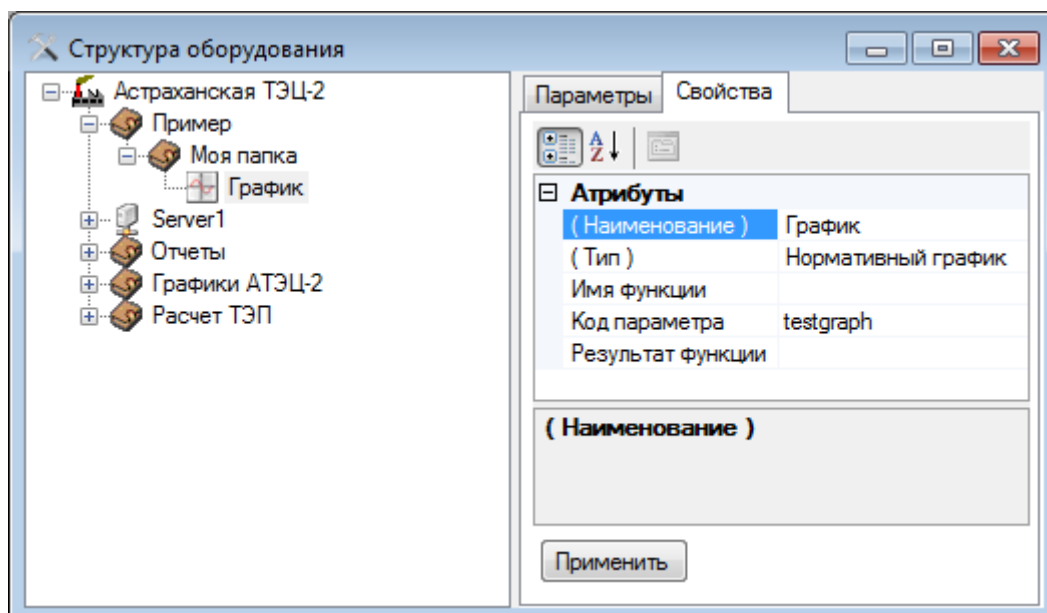 Структура оборудования
Астраханская ТЭЦ-2
Пример
Моя папка
График
Server1
Отчеты
Графики АТЭЦ-2
Расчет ТЭП
Параметры Свойства
A
Z
Атрибуты
( Наименование ) График
( Тип ) Нормативный график
Имя функции
Код параметра testgraph
Результат функции
( Наименование )
Применить